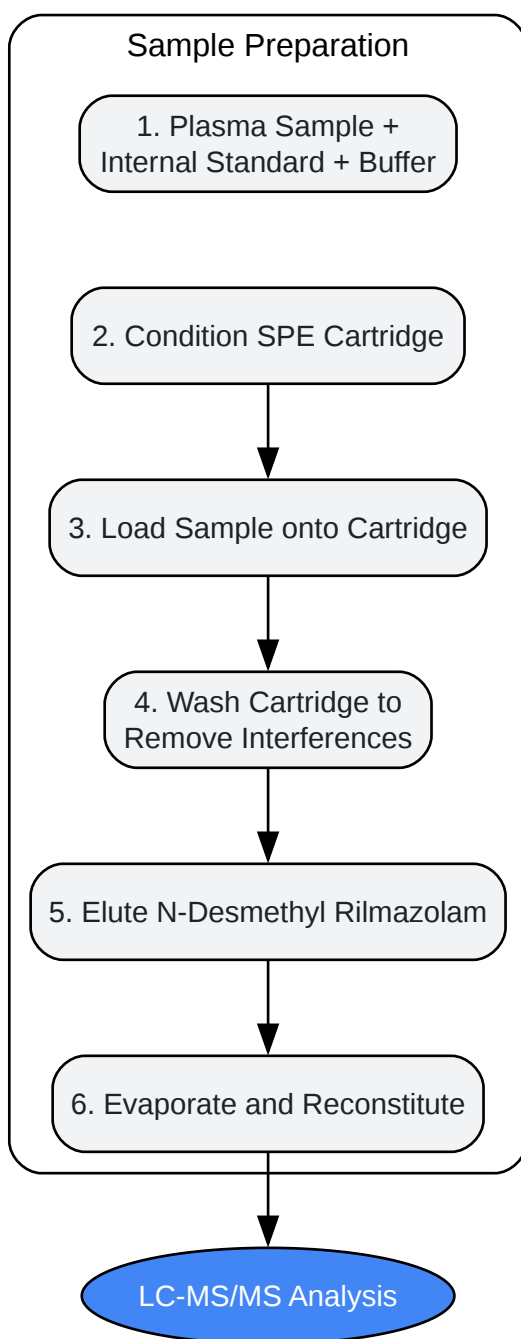 Sample Preparation
1. Plasma Sample +
Internal Standard + Buffer
2. Condition SPE Cartridge
3. Load Sample onto Cartridge
4. Wash Cartridge to
Remove Interferences
5. Elute N-Desmethyl Rilmazolam
6. Evaporate and Reconstitute
LC-MS/MS Analysis